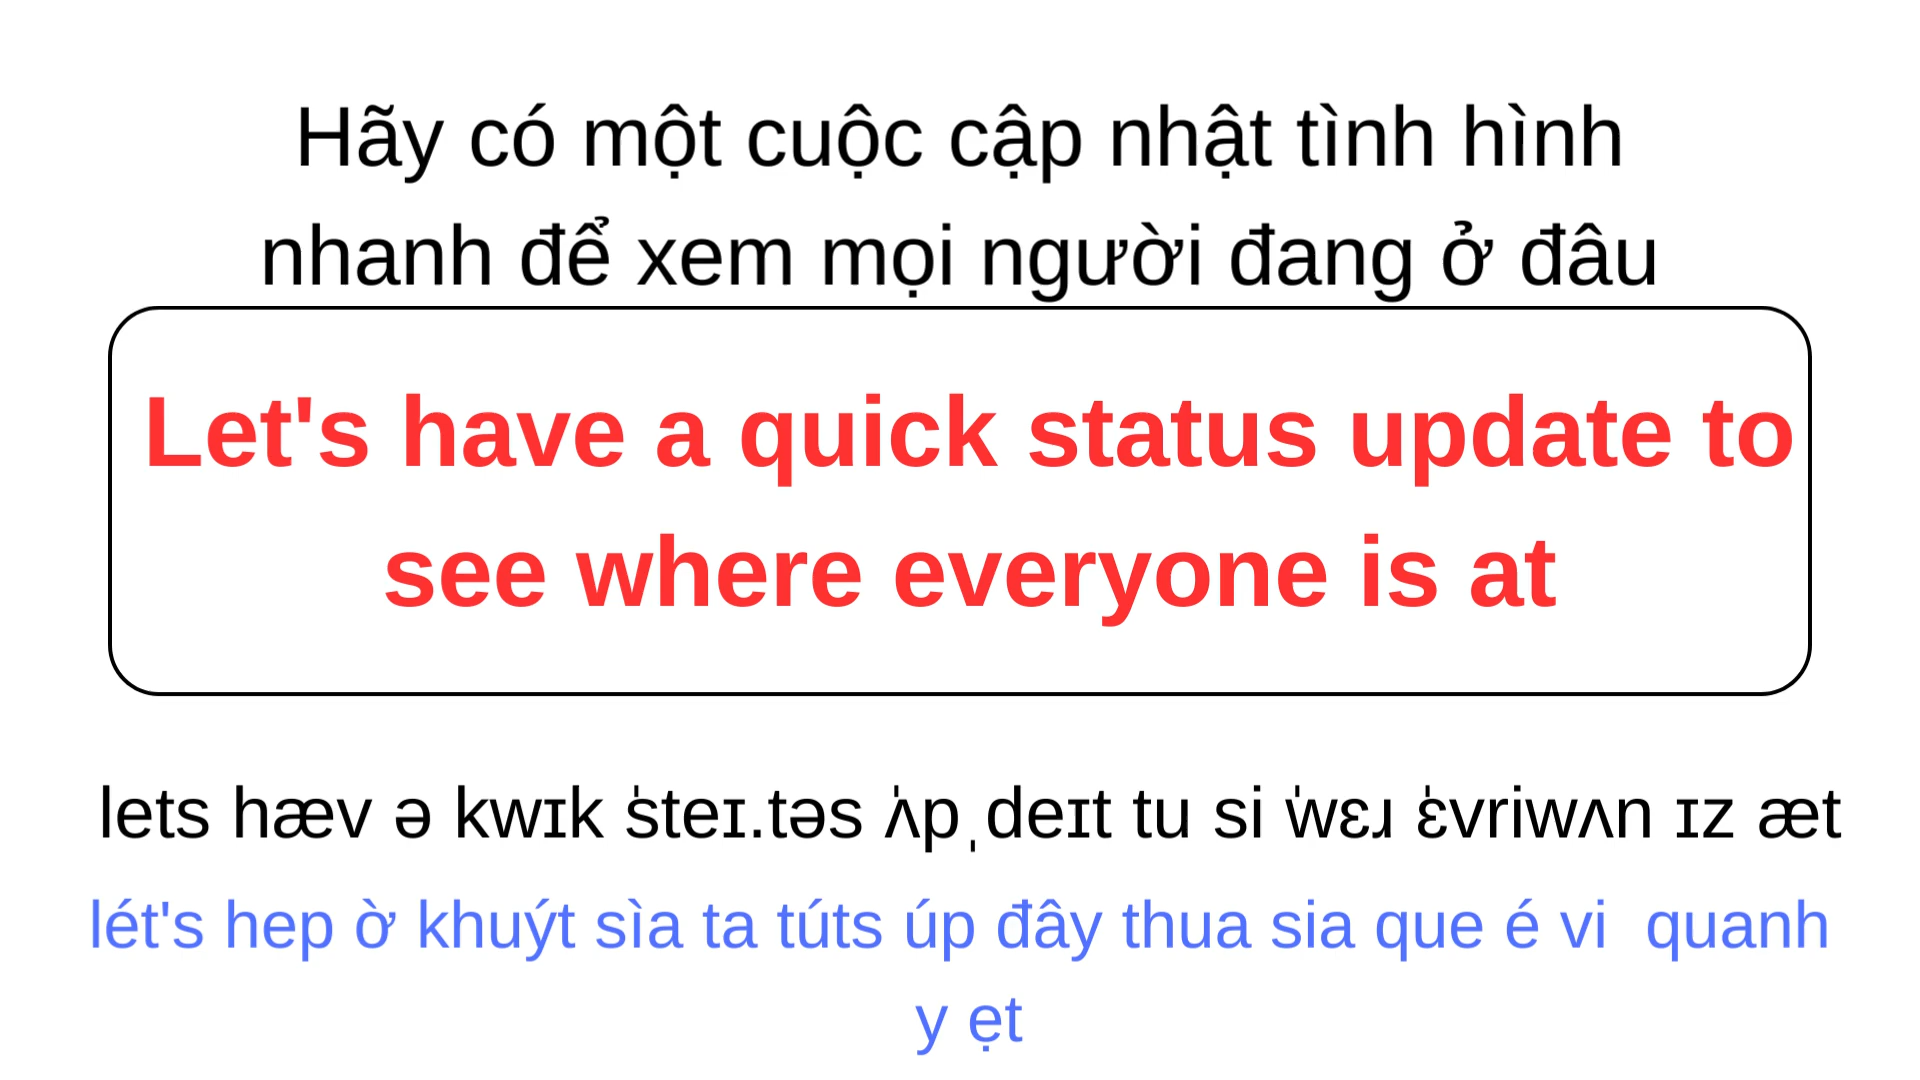 Hãy có một cuộc cập nhật tình hình
nhanh để xem mọi người đang ở đâu
Let's have a quick status update to
see where everyone is at
lets hæv ə kwɪk ˈsteɪ.təs ˈʌpˌdeɪt tu si ˈwɛɹ ˈɛvriwʌn ɪz æt
lét's hep ờ khuýt sìa ta túts úp đây thua sia que é vi  quanh
y ẹt